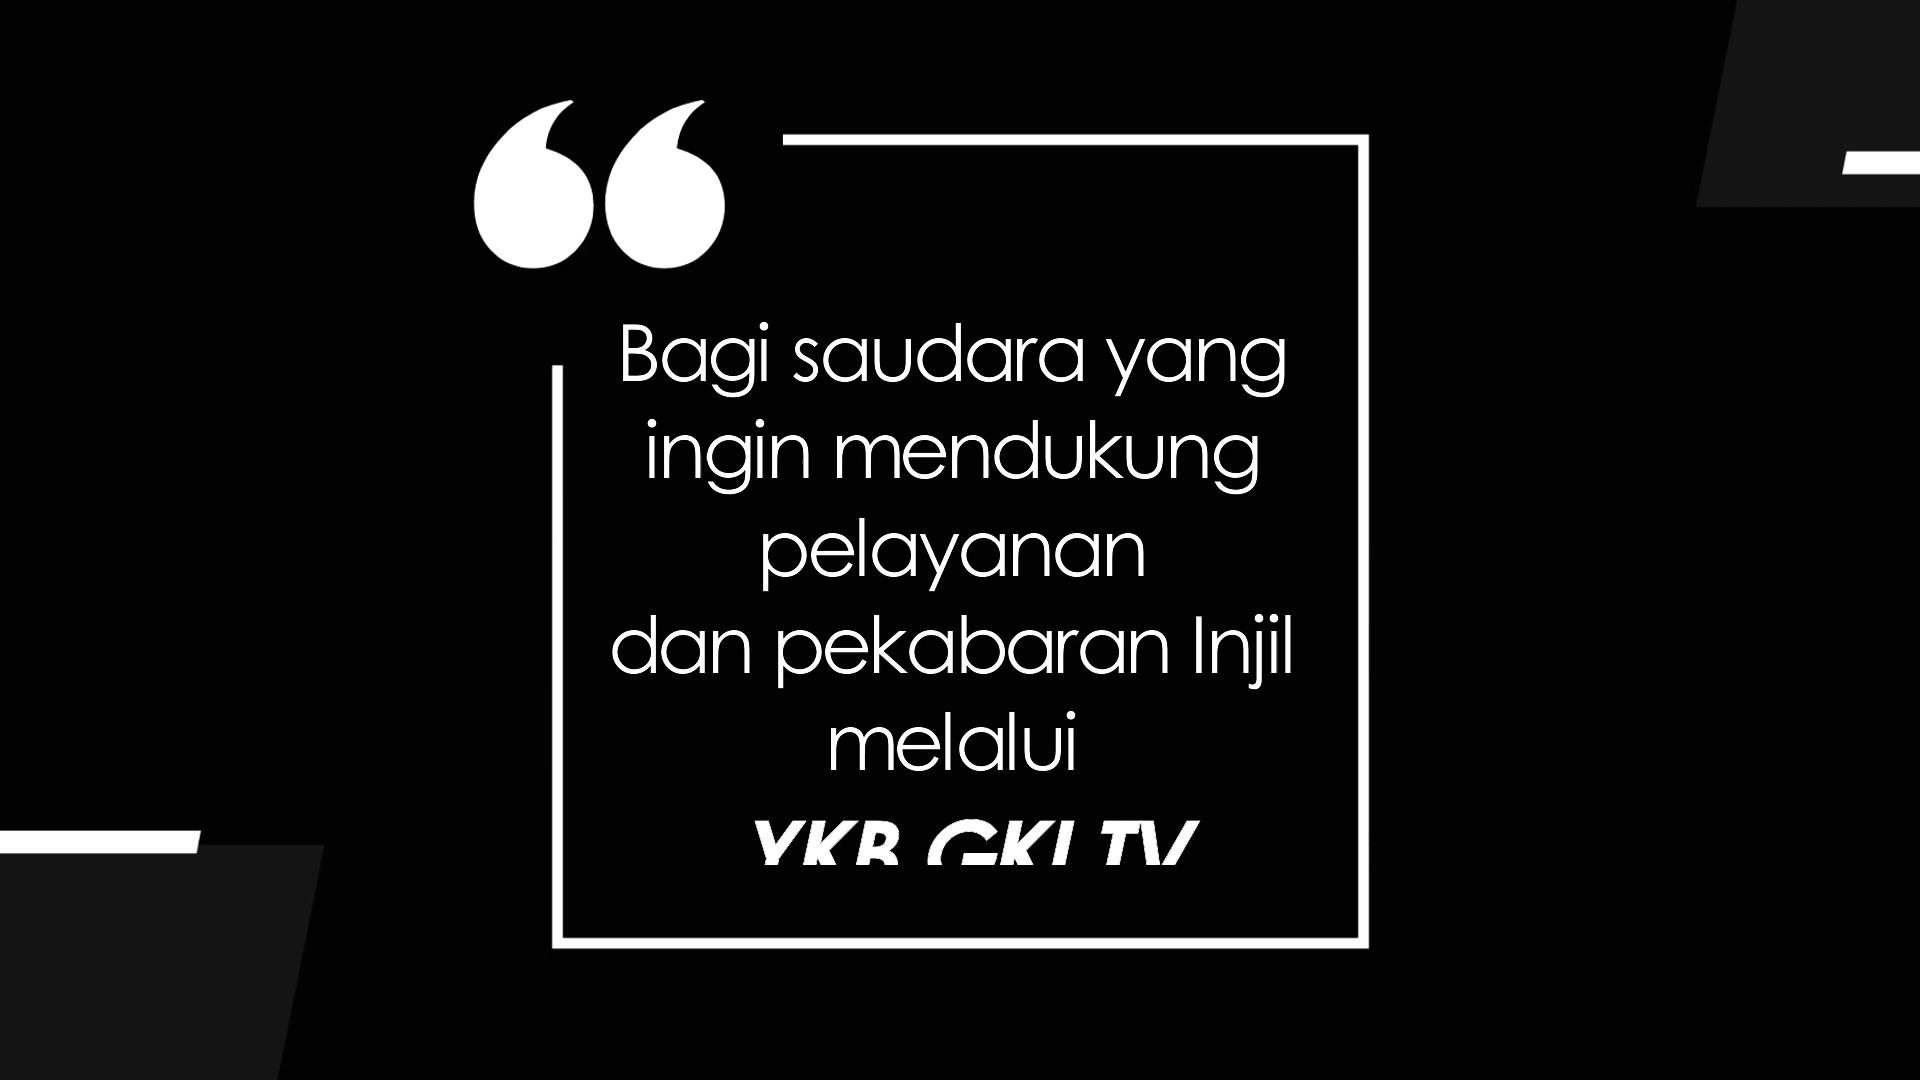 Bagi saudara yang
ingin mendukung
pelayanan
dan pekabaran Injil
melalui
YKB GKI TV